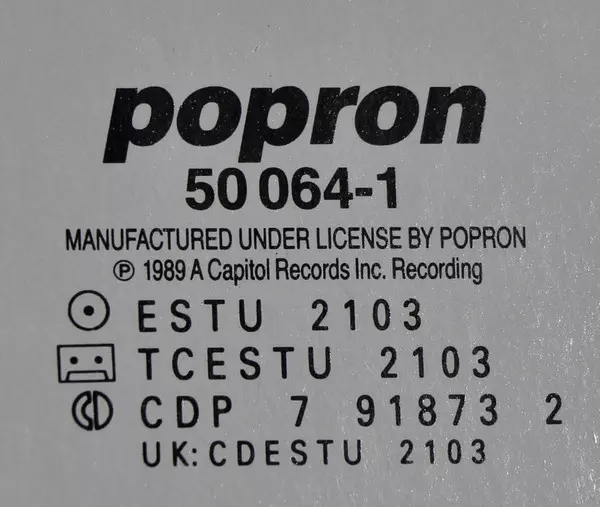 popron
50 064-1
MANUFACTURED UNDER LICENSE BY POPRON
℗ 1989 A Capitol Records Inc. Recording
ESTU 2103
TCESTU 2103
CD CDP 7 91873 2
UK: CDESTU 2103